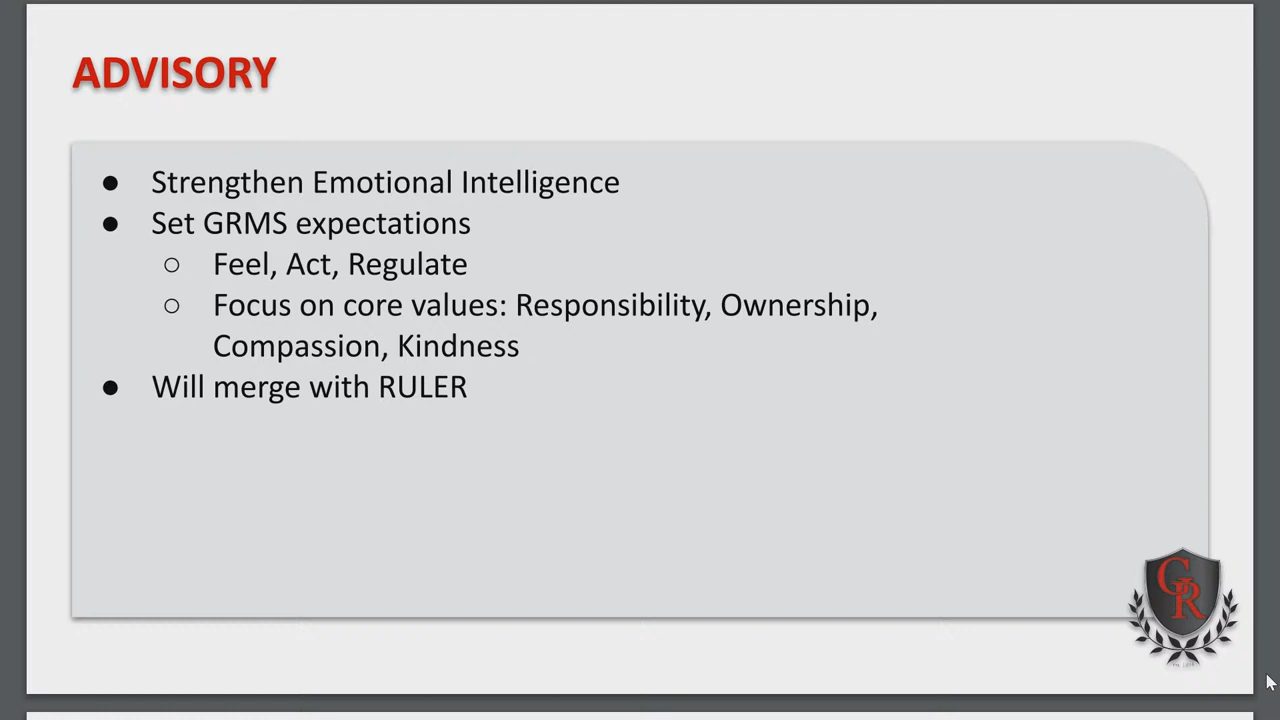 ADVISORY
● Strengthen Emotional Intelligence
● Set GRMS expectations
○ Feel, Act, Regulate
○ Focus on core values: Responsibility, Ownership,
Compassion, Kindness
● Will merge with RULER
GR